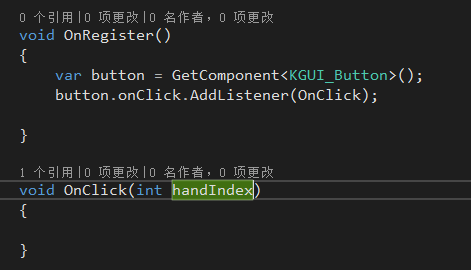 0 个引用|0 项更改|0 名作者，0 项更改
void OnRegister()
{
var button = GetComponent<KGUI_Button>();
button.onClick.AddListener(OnClick);
}
1 个引用|0 项更改|0 名作者，0 项更改
void OnClick(int handIndex)
{
}